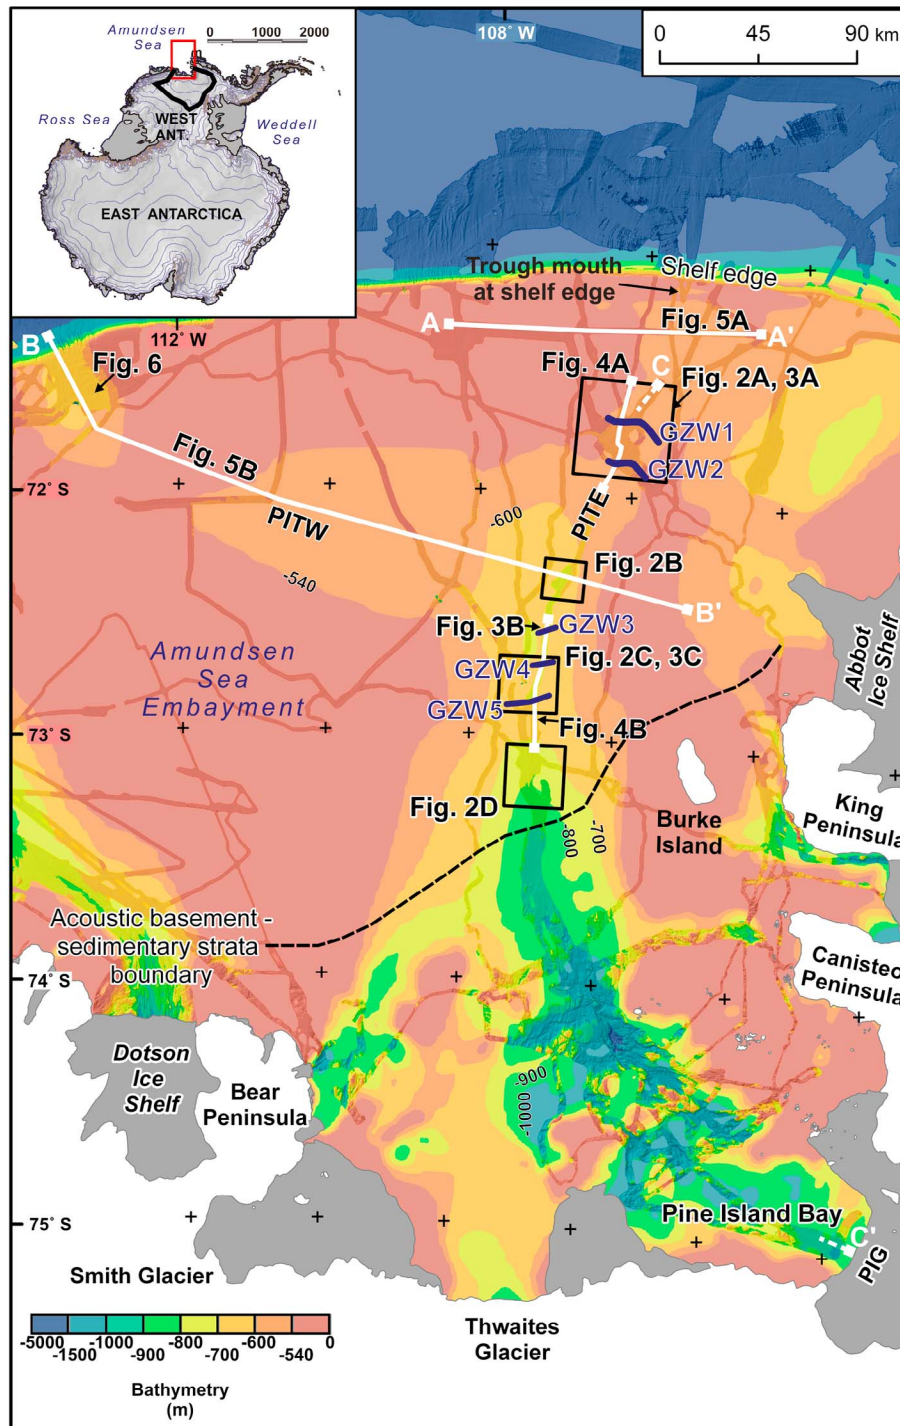 Amundsen
Sea
0 1000 2000
Ross Sea
WEST
ANT.
Weddell
Sea
EAST ANTARCTICA
108° W
0 45 90 km
Trough mouth
at shelf edge
Shelf edge
A
Fig. 5A
A'
B
112° W
Fig. 6
Fig. 4A
C
Fig. 2A, 3A
GZW1
GZW2
Fig. 5B
72° S
PITW
PITE
-600
-540
Fig. 2B
B'
Fig. 3B
GZW3
Amundsen
Sea
Embayment
GZW4
Fig. 2C, 3C
GZW5
Fig. 4B
Abbot
Ice Shelf
73° S
Fig. 2D
-800
-700
Burke
Island
King
Peninsula
Acoustic basement -
sedimentary strata
boundary
74° S
Canisteo
Peninsula
Dotson
Ice
Shelf
Bear
Peninsula
-900
-1000
75° S
Pine Island Bay
C'
PIG
Smith Glacier
Thwaites
Glacier
-5000 -1000 -800 -600 0
-1500 -900 -700 -540
Bathymetry
(m)